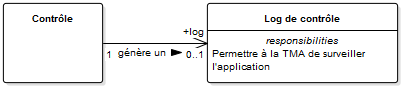 Contrôle
+log
1 génère un 0..1
Log de contrôle
responsibilities
Permettre à la TMA de surveiller
l'application